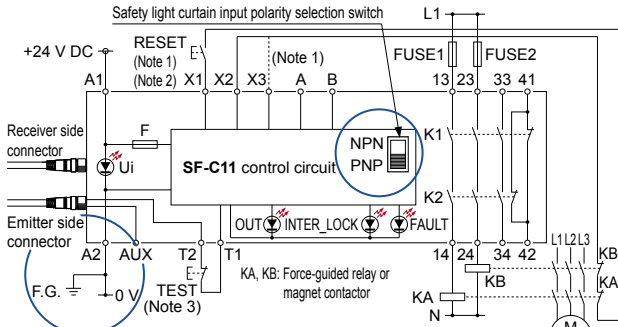 Safety light curtain input polarity selection switch
L1
+24 V DC
RESET
(Note 1)
(Note 2)
(Note 1)
FUSE1
FUSE2
A1
X1
X2
X3
A
B
13
23
33
41
Receiver side
connector
F
Ui
SF-C11 control circuit
NPN
PNP
K1
K2
Emitter side
connector
OUT
INTER_LOCK
FAULT
A2
AUX
T2
T1
14
24
34
42
KA, KB: Force-guided relay or
magnet contactor
F.G.
0 V
TEST
(Note 3)
KB
KA
N
L1
L2
L3
KB
KA
M